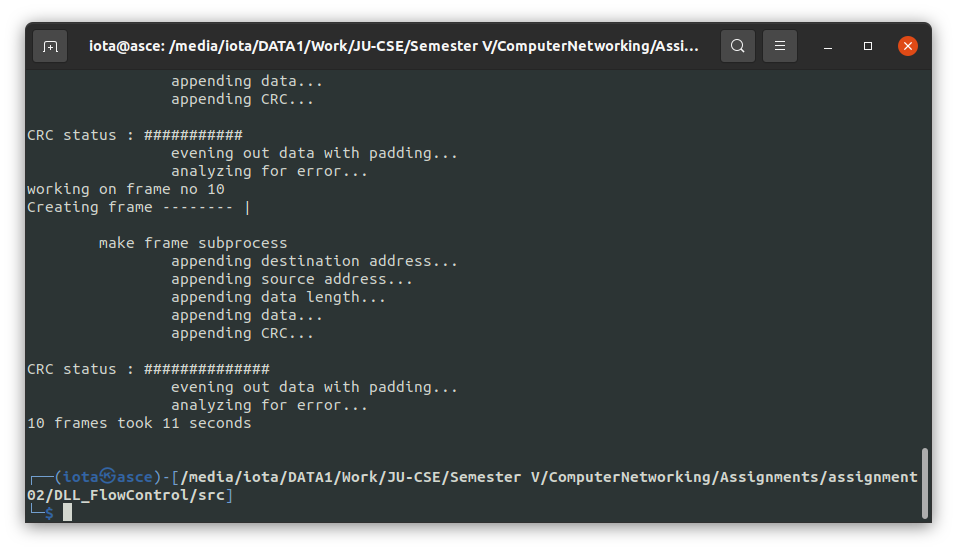 iota@asce: /media/iota/DATA1/Work/JU-CSE/Semester V/ComputerNetworking/Assi...
appending data...
appending CRC...
CRC status : ###########
evening out data with padding...
analyzing for error...
working on frame no 10
Creating frame -------- |
make frame subprocess
appending destination address...
appending source address...
appending data length...
appending data...
appending CRC...
CRC status : ##############
evening out data with padding...
analyzing for error...
10 frames took 11 seconds
┌──(iota㉿asce)-[/media/iota/DATA1/Work/JU-CSE/Semester V/ComputerNetworking/Assignments/assignment
02/DLL_FlowControl/src]
└─$